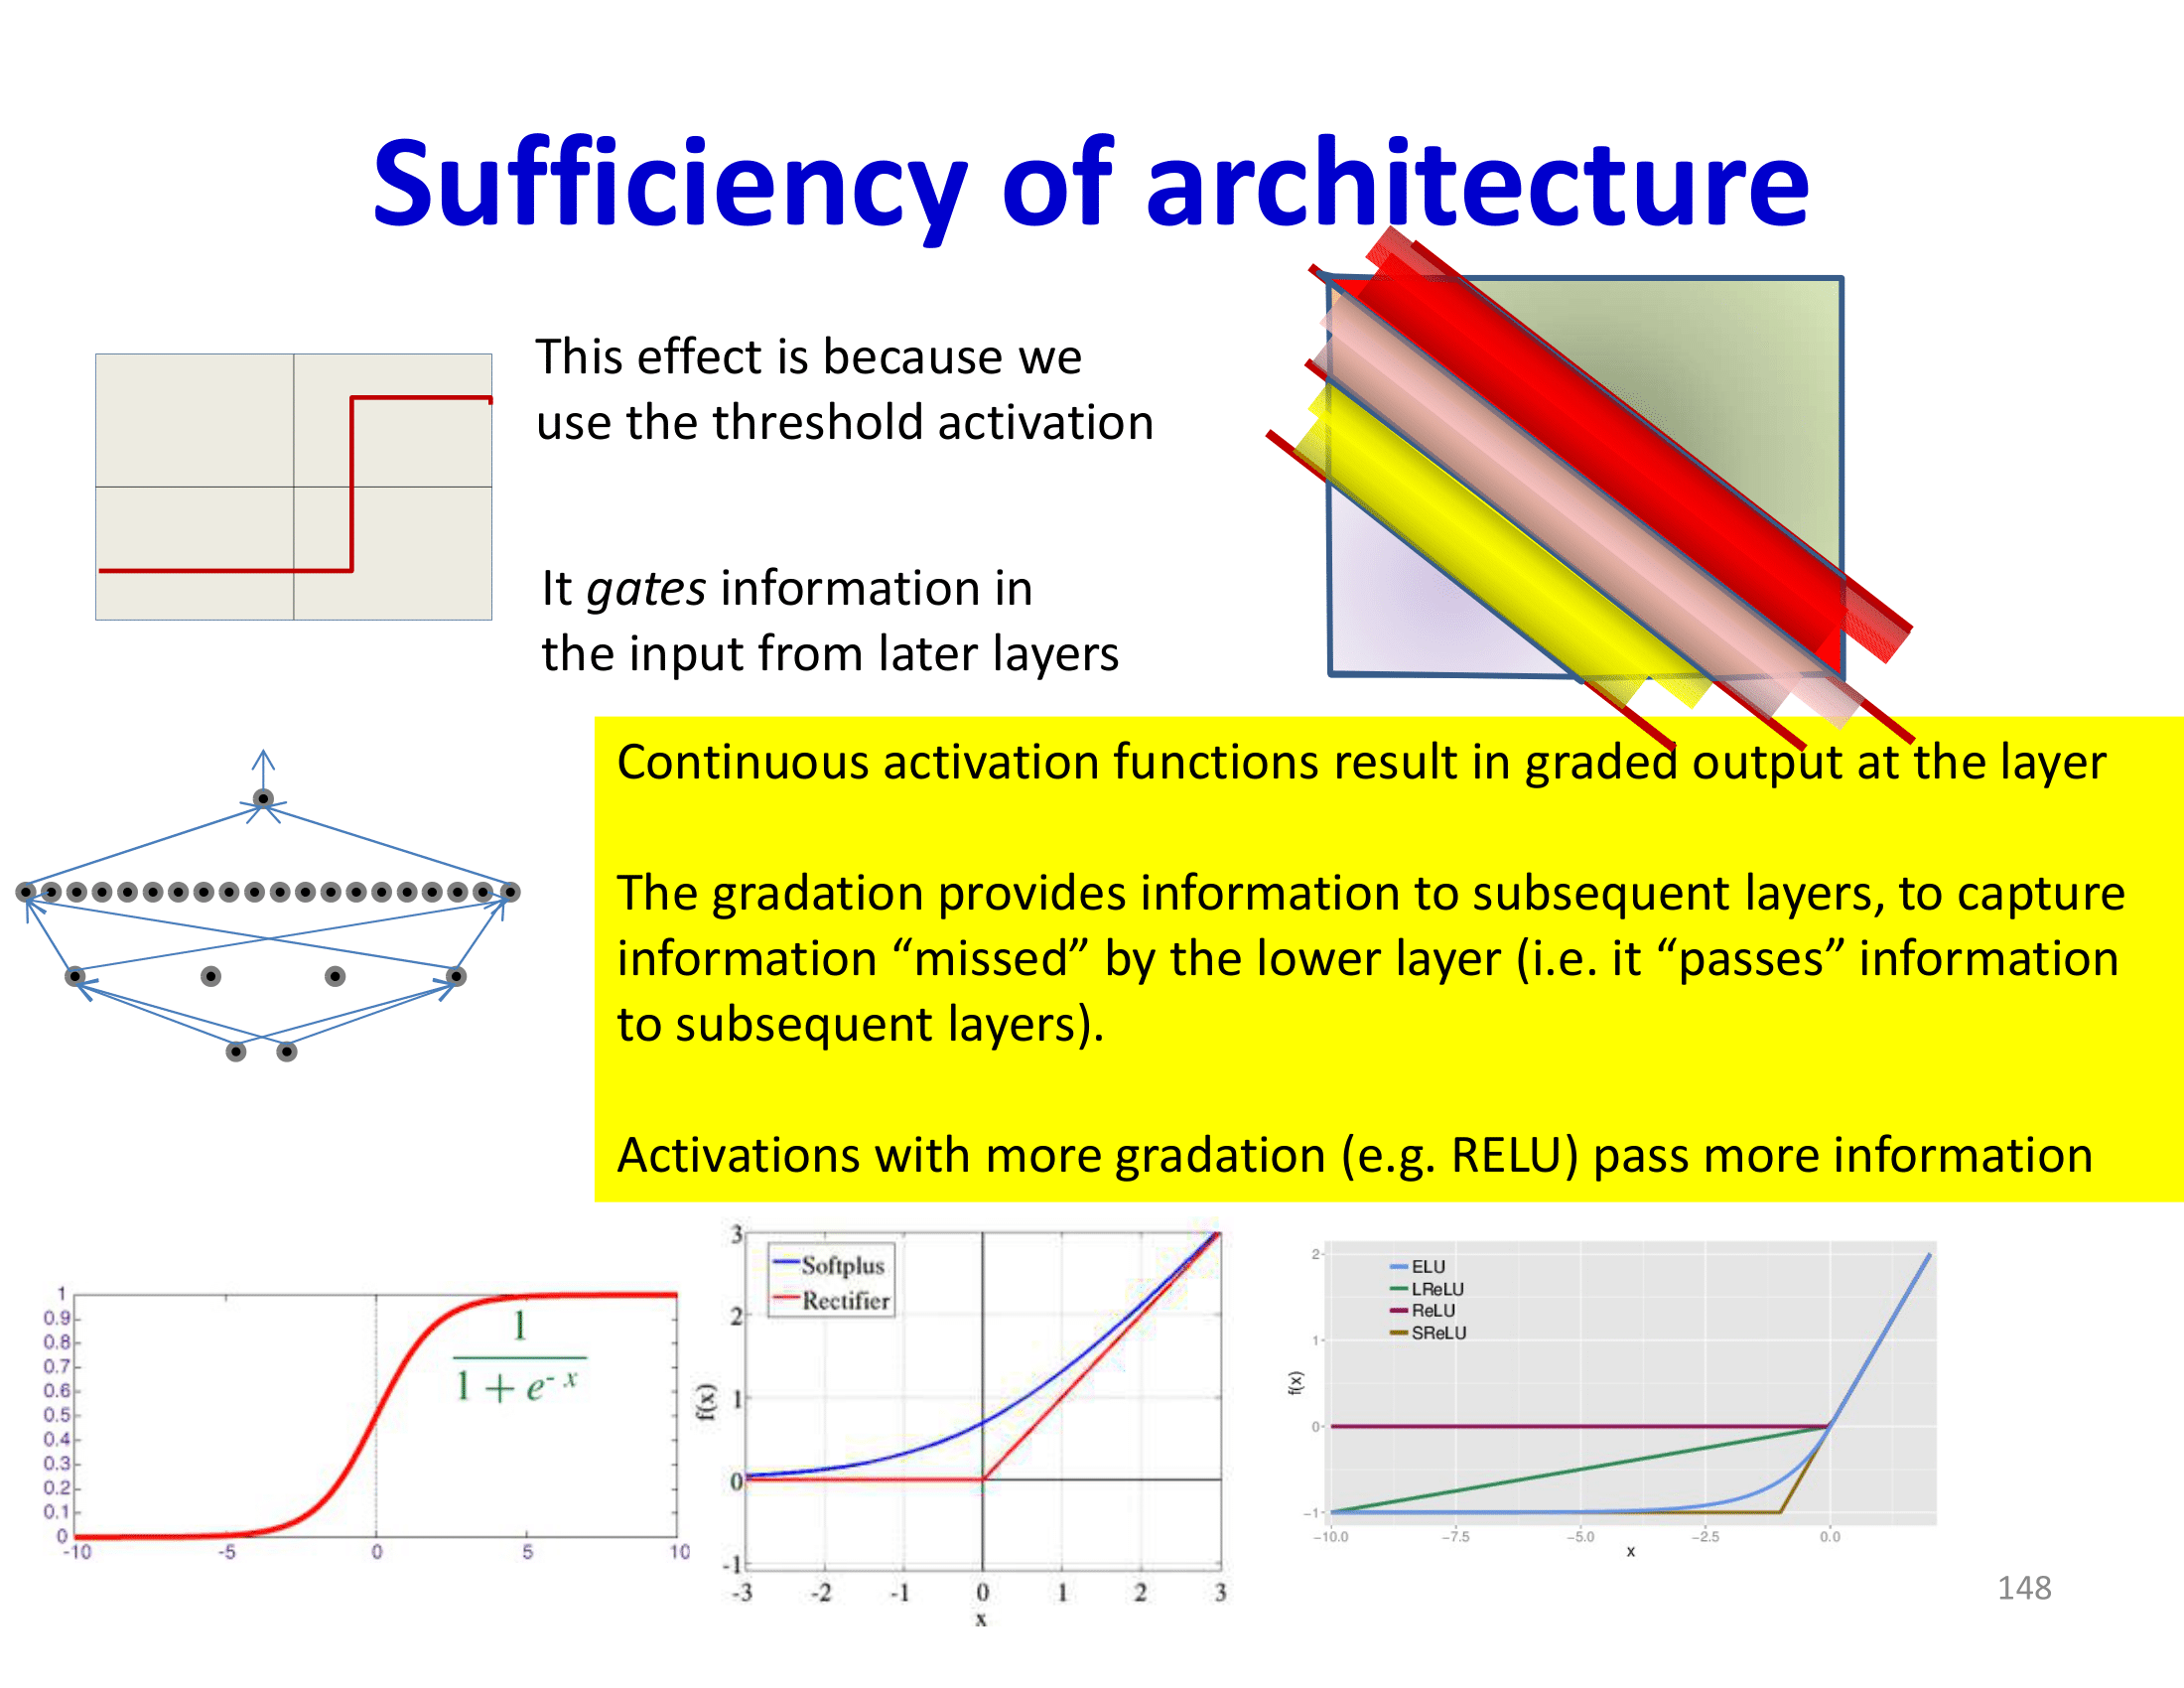 Sufficiency of architecture
This effect is because we
use the threshold activation
It gates information in
the input from later layers
Continuous activation functions result in graded output at the layer
The gradation provides information to subsequent layers, to capture
information “missed” by the lower layer (i.e. it “passes” information
to subsequent layers).
Activations with more gradation (e.g. RELU) pass more information
1
0.9
0.8
0.7
0.6
0.5
0.4
0.3
0.2
0.1
0
-10
-5
0
5
10
1
1 + e- x
3
2
1
0
-1
f(x)
Softplus
Rectifier
-3
-2
-1
0
1
2
3
x
2
1
0
−1
f(x)
ELU
LReLU
ReLU
SReLU
−10.0
−7.5
−5.0
−2.5
0.0
x
148